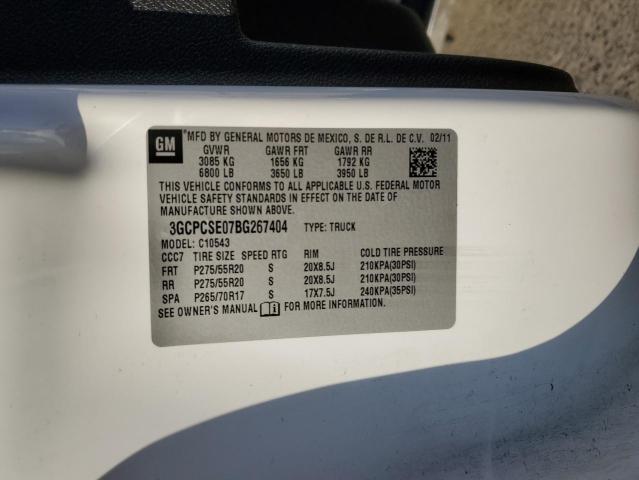 GM
MFD BY GENERAL MOTORS DE MEXICO, S. DE R.L. DE C.V. 02/11
GVWR GAWR FRT GAWR RR
3085 KG 1656 KG 1792 KG
6800 LB 3650 LB 3950 LB
THIS VEHICLE CONFORMS TO ALL APPLICABLE U.S. FEDERAL MOTOR
VEHICLE SAFETY STANDARDS IN EFFECT ON THE DATE OF
MANUFACTURE SHOWN ABOVE.
3GCPCSE07BG267404 TYPE: TRUCK
MODEL: C10543
CCC7 TIRE SIZE SPEED RTG RIM COLD TIRE PRESSURE
FRT P275/55R20 S 20X8.5J 210KPA(30PSI)
RR P275/55R20 S 20X8.5J 210KPA(30PSI)
SPA P265/70R17 S 17X7.5J 240KPA(35PSI)
SEE OWNER'S MANUAL FOR MORE INFORMATION.